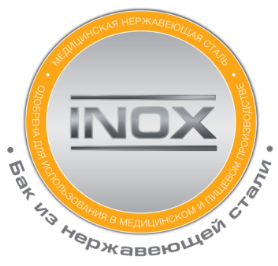 • МЕДИЦИНСКАЯ НЕРЖАВЕЮЩАЯ СТАЛЬ •
ОДОБРЕНА ДЛЯ ИСПОЛЬЗОВАНИЯ В МЕДИЦИНСКОМ И ПИЩЕВОМ ПРОИЗВОДСТВЕ
INOX
• Бак из нержавеющей стали •